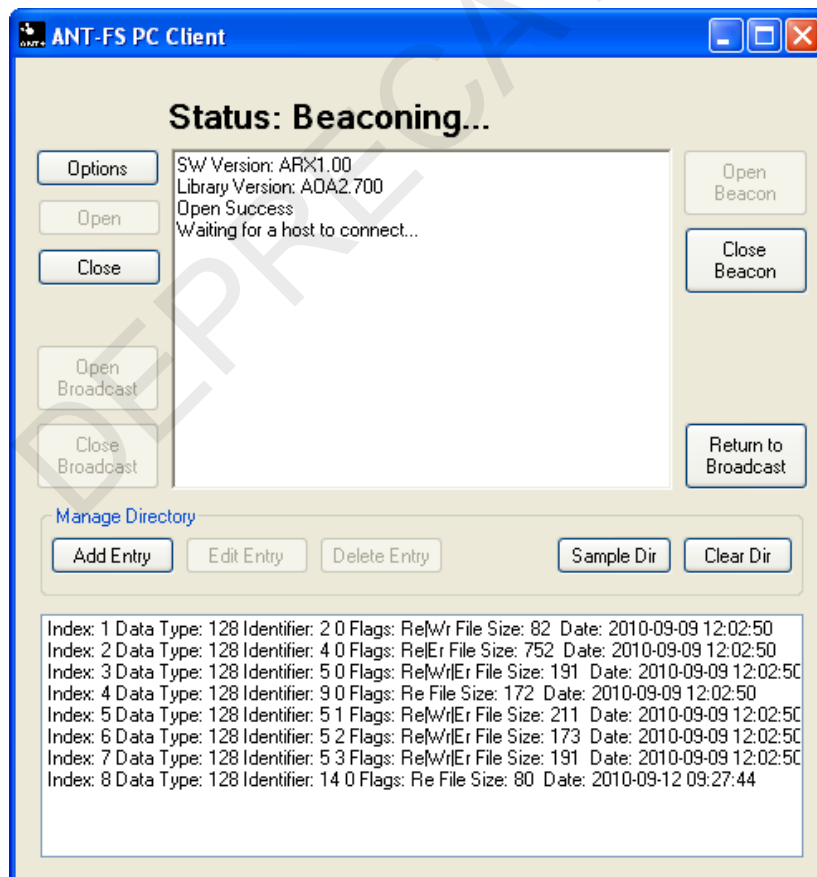 ANT+
ANT-FS PC Client
Status: Beaconing...
Options
Open
Close
Open
Broadcast
Close
Broadcast
SW Version: ARX1.00
Library Version: AOA2.700
Open Success
Waiting for a host to connect...
Open
Beacon
Close
Beacon
Return to
Broadcast
Manage Directory
Add Entry
Edit Entry
Delete Entry
Sample Dir
Clear Dir
Index: 1 Data Type: 128 Identifier: 2 0 Flags: Re|Wr File Size: 82  Date: 2010-09-09 12:02:50
Index: 2 Data Type: 128 Identifier: 4 0 Flags: Re|Er File Size: 752  Date: 2010-09-09 12:02:50
Index: 3 Data Type: 128 Identifier: 5 0 Flags: Re|Wr|Er File Size: 191  Date: 2010-09-09 12:02:50
Index: 4 Data Type: 128 Identifier: 9 0 Flags: Re File Size: 172  Date: 2010-09-09 12:02:50
Index: 5 Data Type: 128 Identifier: 5 1 Flags: Re|Wr|Er File Size: 211  Date: 2010-09-09 12:02:50
Index: 6 Data Type: 128 Identifier: 5 2 Flags: Re|Wr|Er File Size: 173  Date: 2010-09-09 12:02:50
Index: 7 Data Type: 128 Identifier: 5 3 Flags: Re|Wr|Er File Size: 191  Date: 2010-09-09 12:02:50
Index: 8 Data Type: 128 Identifier: 14 0 Flags: Re File Size: 80  Date: 2010-09-12 09:27:44
DEPRECAT